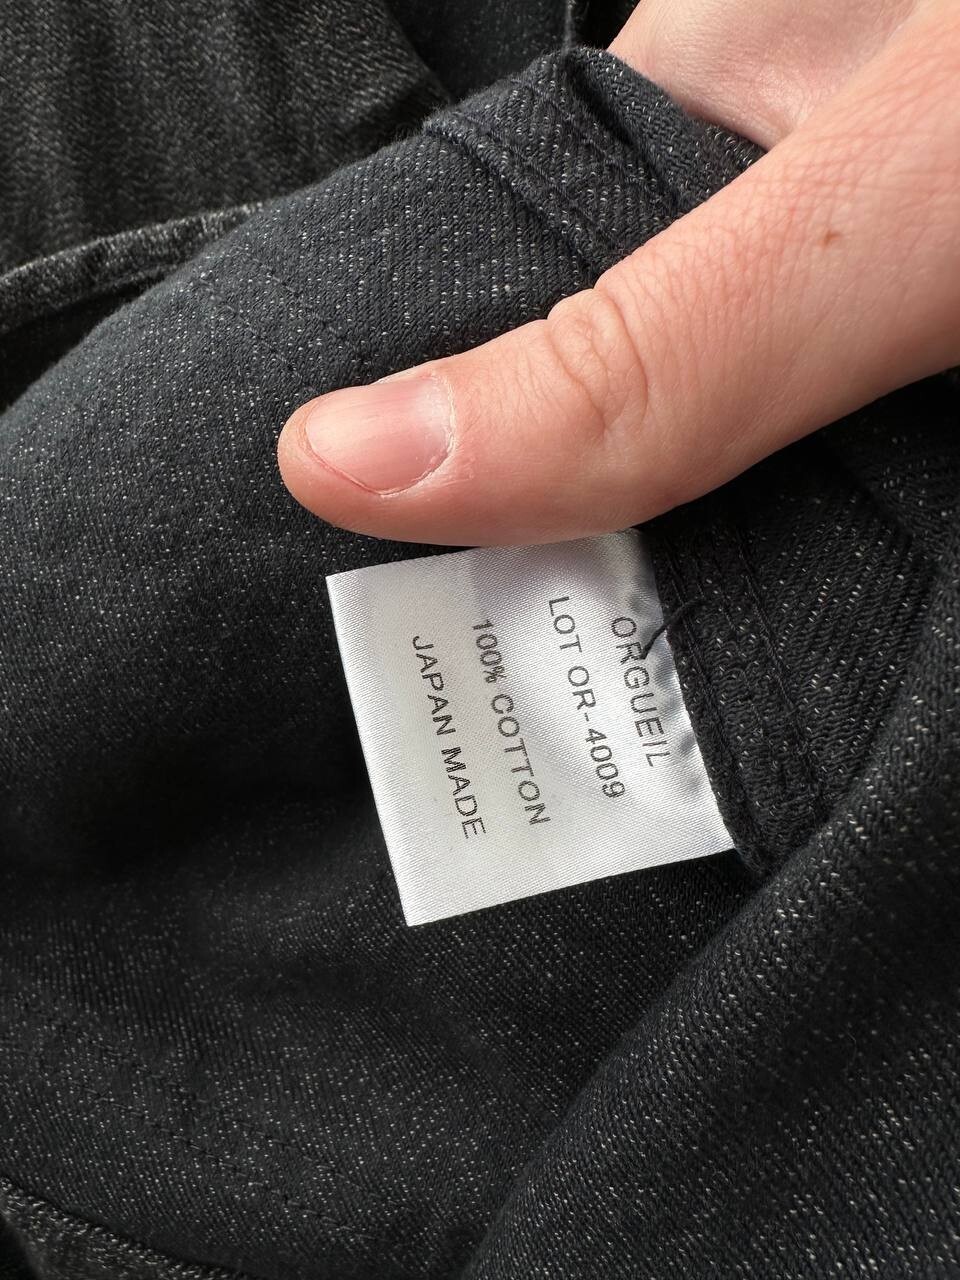 ORGUEIL
LOT OR-4009
100% COTTON
JAPAN MADE